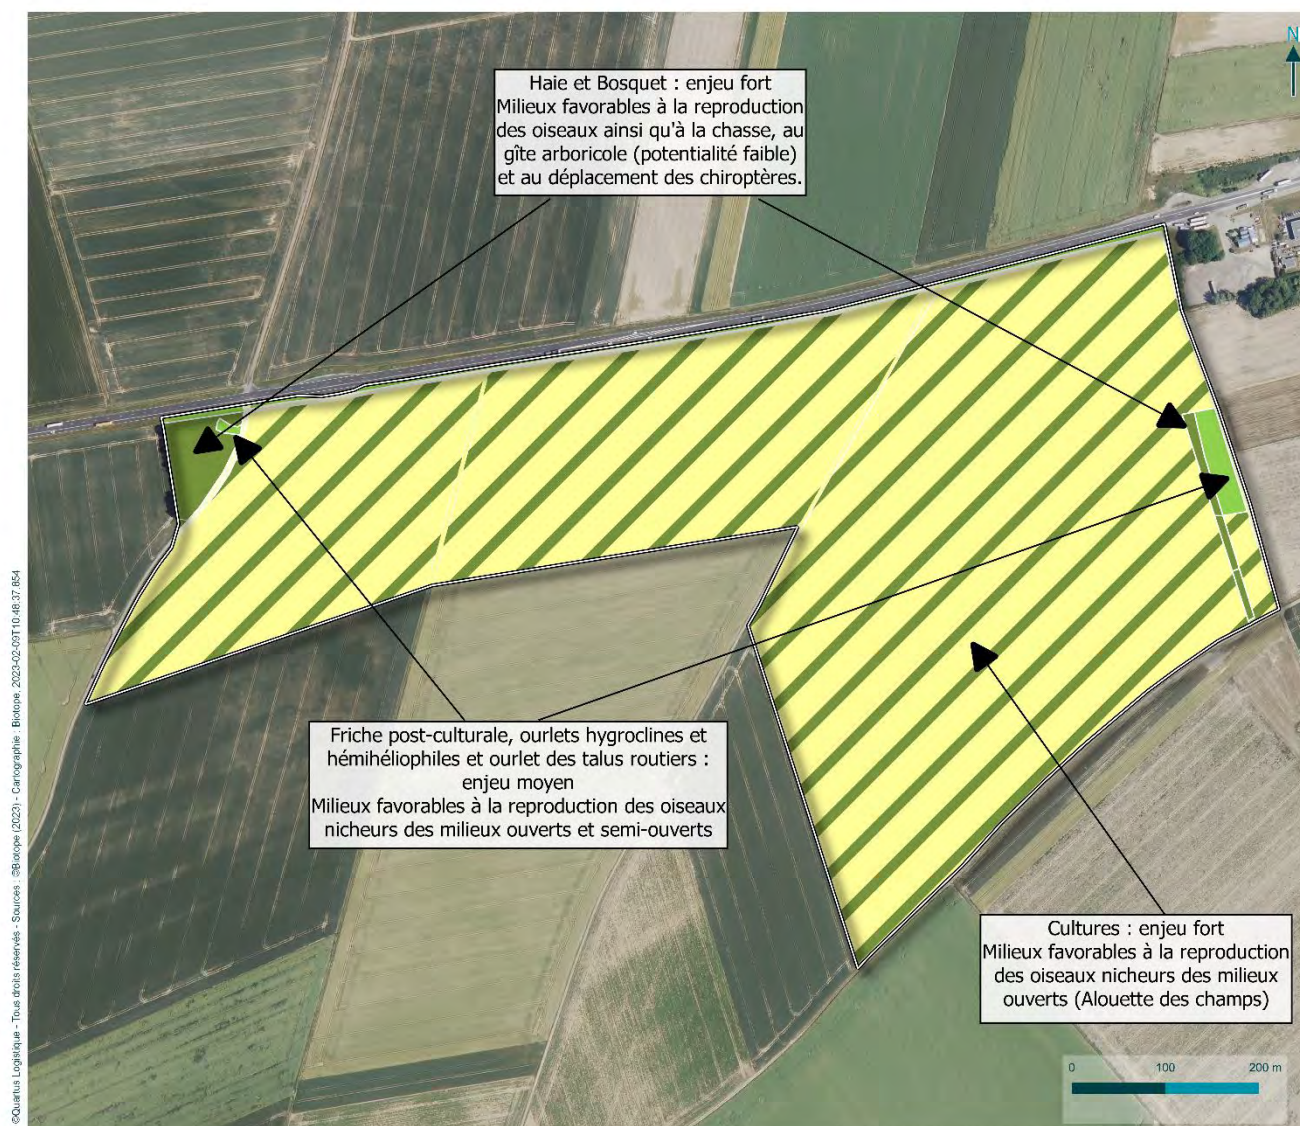 N
Haie et Bosquet : enjeu fort
Milieux favorables à la reproduction
des oiseaux ainsi qu'à la chasse, au
gîte arboricole (potentialité faible)
et au déplacement des chiroptères.
Friche post-culturale, ourlets hygroclines et
hémihéliophiles et ourlet des talus routiers :
enjeu moyen
Milieux favorables à la reproduction des oiseaux
nicheurs des milieux ouverts et semi-ouverts
Cultures : enjeu fort
Milieux favorables à la reproduction
des oiseaux nicheurs des milieux
ouverts (Alouette des champs)
0 100 200 m
©Quartus Logistique - Tous droits réservés - Sources : ©Biotope (2023) - Cartographie : Biotope, 2023-02-09T10:48:37.854